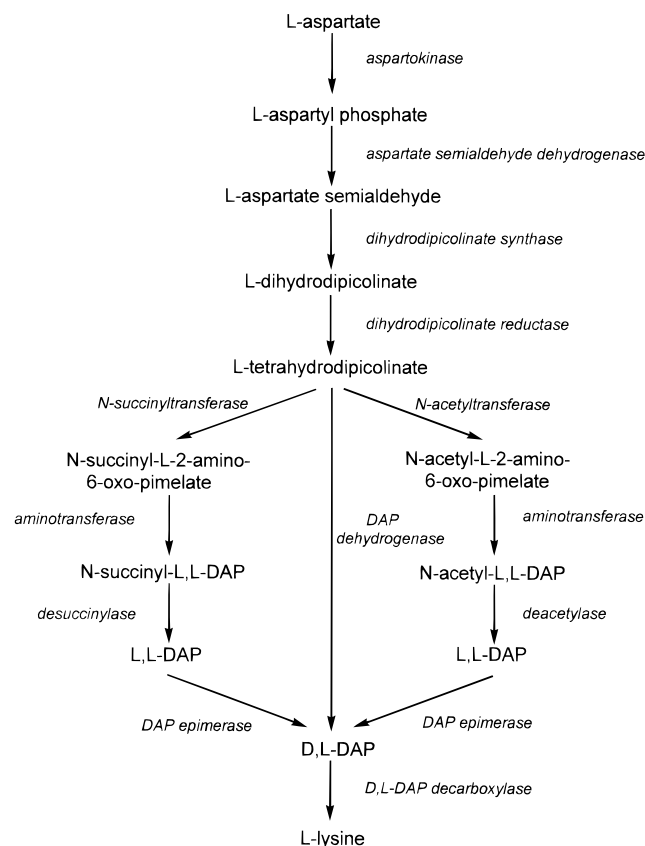 L-aspartate
aspartokinase
L-aspartyl phosphate
aspartate semialdehyde dehydrogenase
L-aspartate semialdehyde
dihydrodipicolinate synthase
L-dihydrodipicolinate
dihydrodipicolinate reductase
L-tetrahydrodipicolinate
N-succinyltransferase
N-acetyltransferase
N-succinyl-L-2-amino-
6-oxo-pimelate
N-acetyl-L-2-amino-
6-oxo-pimelate
aminotransferase
DAP
dehydrogenase
aminotransferase
N-succinyl-L,L-DAP
N-acetyl-L,L-DAP
desuccinylase
deacetylase
L,L-DAP
L,L-DAP
DAP epimerase
DAP epimerase
D,L-DAP
D,L-DAP decarboxylase
L-lysine